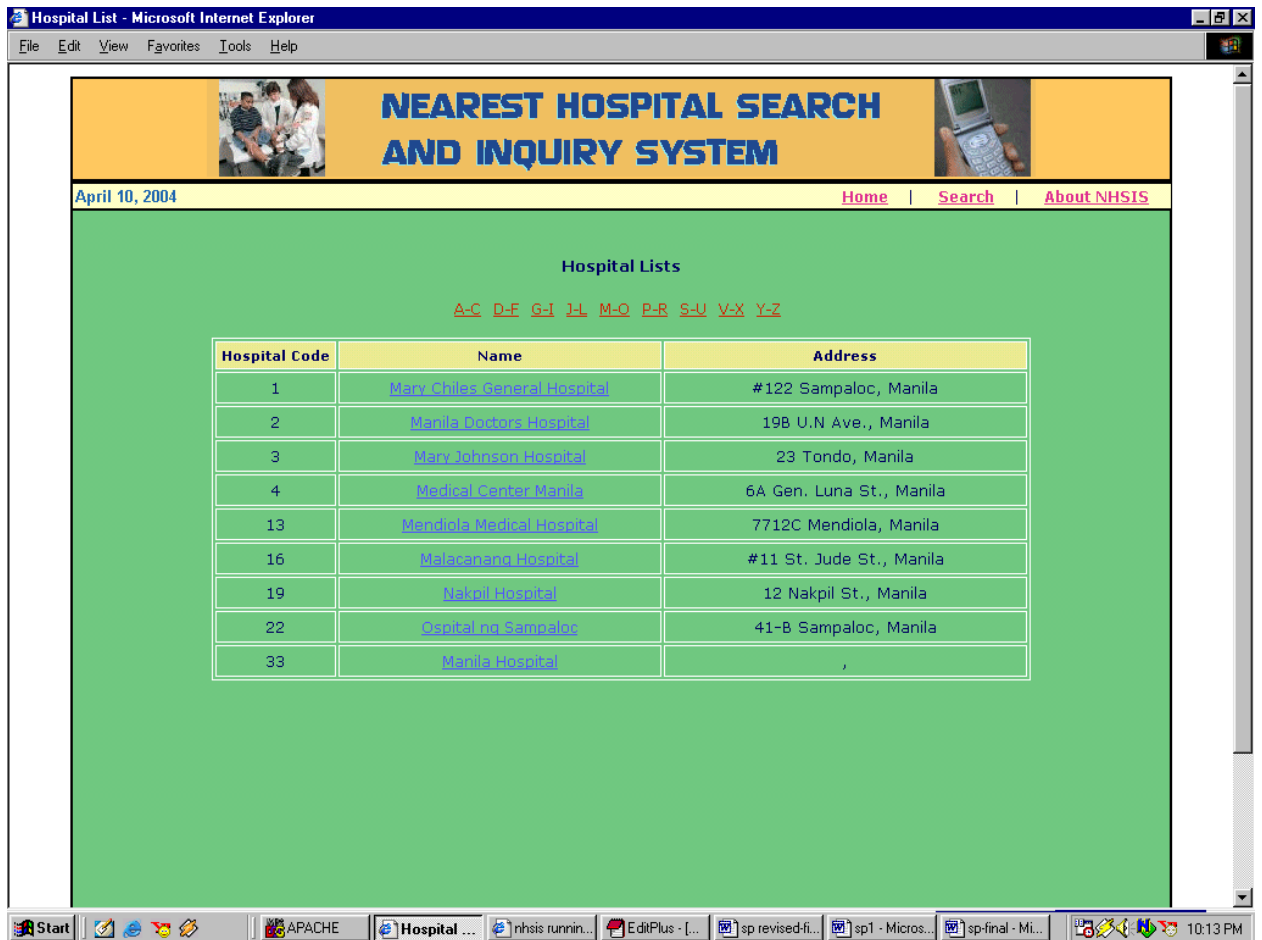 Hospital List - Microsoft Internet Explorer
File Edit View Favorites Tools Help
NEAREST HOSPITAL SEARCH
AND INQUIRY SYSTEM
April 10, 2004 Home | Search | About NHSIS
Hospital Lists
A-C D-F G-I J-L M-O P-R S-U V-X Y-Z
Hospital Code Name Address
1 Mary Chiles General Hospital #122 Sampaloc, Manila
2 Manila Doctors Hospital 19B U.N Ave., Manila
3 Mary Johnson Hospital 23 Tondo, Manila
4 Medical Center Manila 6A Gen. Luna St., Manila
13 Mendiola Medical Hospital 7712C Mendiola, Manila
16 Malacanang Hospital #11 St. Jude St., Manila
19 Nakpil Hospital 12 Nakpil St., Manila
22 Ospital ng Sampaloc 41-B Sampaloc, Manila
33 Manila Hospital ,
Start APACHE Hospital ... nhsis runnin... EditPlus - [... sp revised-fi... sp1 - Micros... sp-final - Mi... 10:13 PM